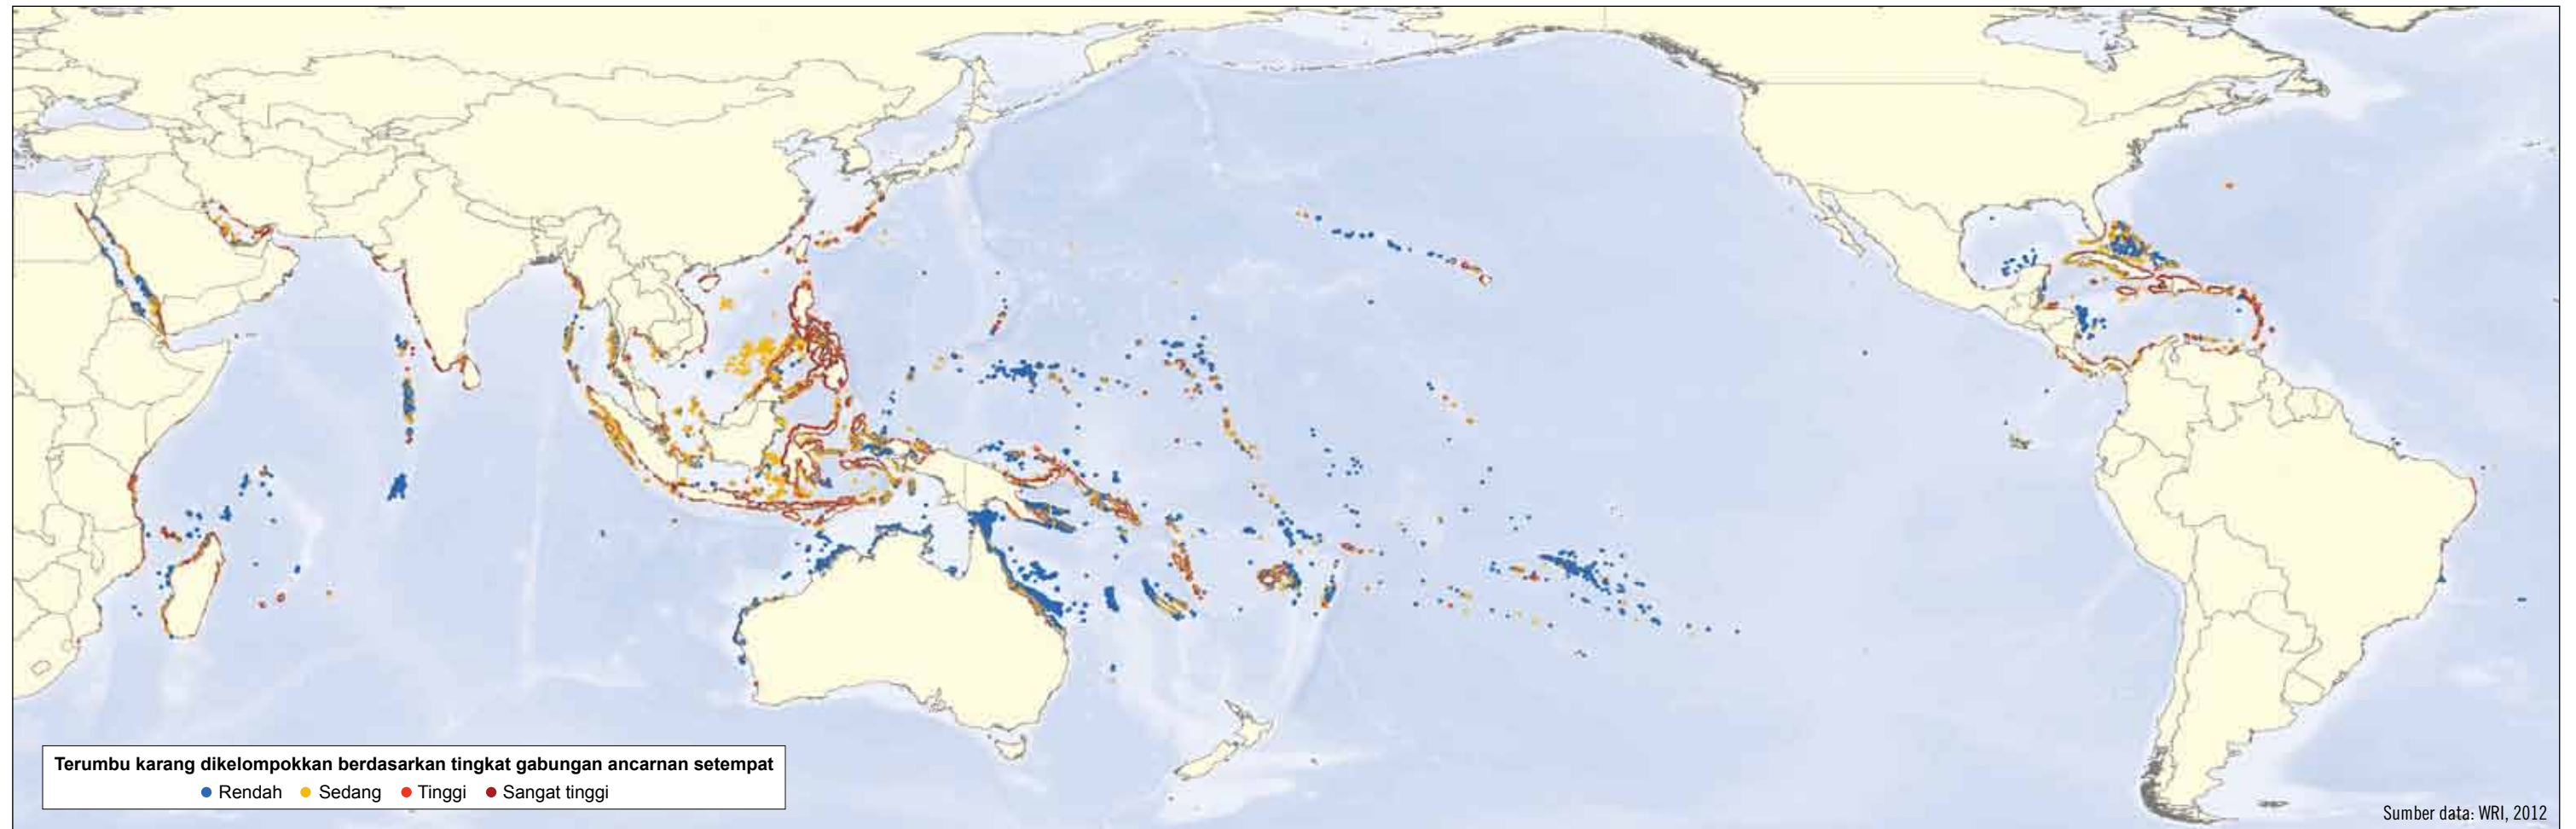 Terumbu karang dikelompokkan berdasarkan tingkat gabungan ancarnan setempat
Rendah Sedang Tinggi Sangat tinggi
Sumber data: WRI, 2012